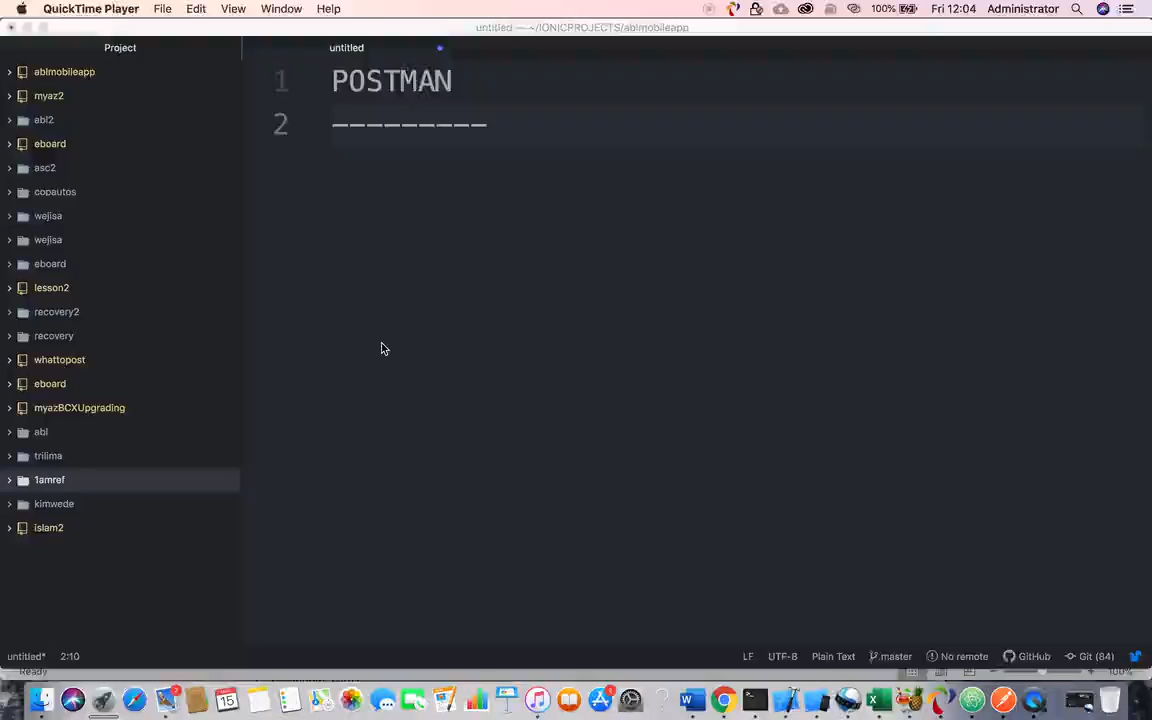 QuickTime Player File Edit View Window Help 100% Fri 12:04 Administrator
untitled — ~/IONICPROJECTS/ablmobileapp
Project
untitled
ablmobileapp
myaz2
abl2
eboard
asc2
copautos
wejisa
wejisa
eboard
lesson2
recovery2
recovery
whattopost
eboard
myazBCXUpgrading
abl
trilima
1amref
kimwede
islam2
1 POSTMAN
2 ---------
untitled* 2:10 LF UTF-8 Plain Text master No remote GitHub Git (84)
Ready 100%